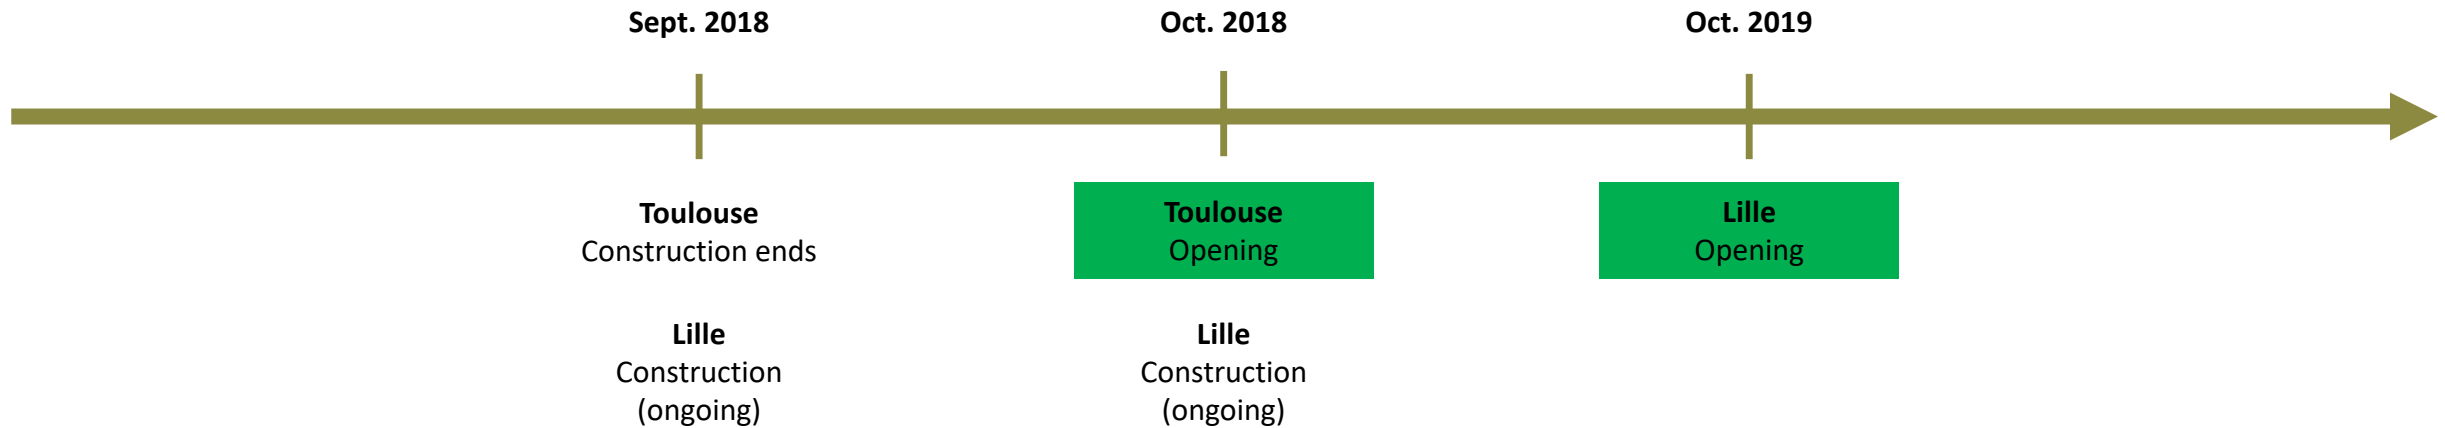 Sept. 2018
Oct. 2018
Oct. 2019
Toulouse
Construction ends
Toulouse
Opening
Lille
Opening
Lille
Construction
(ongoing)
Lille
Construction
(ongoing)